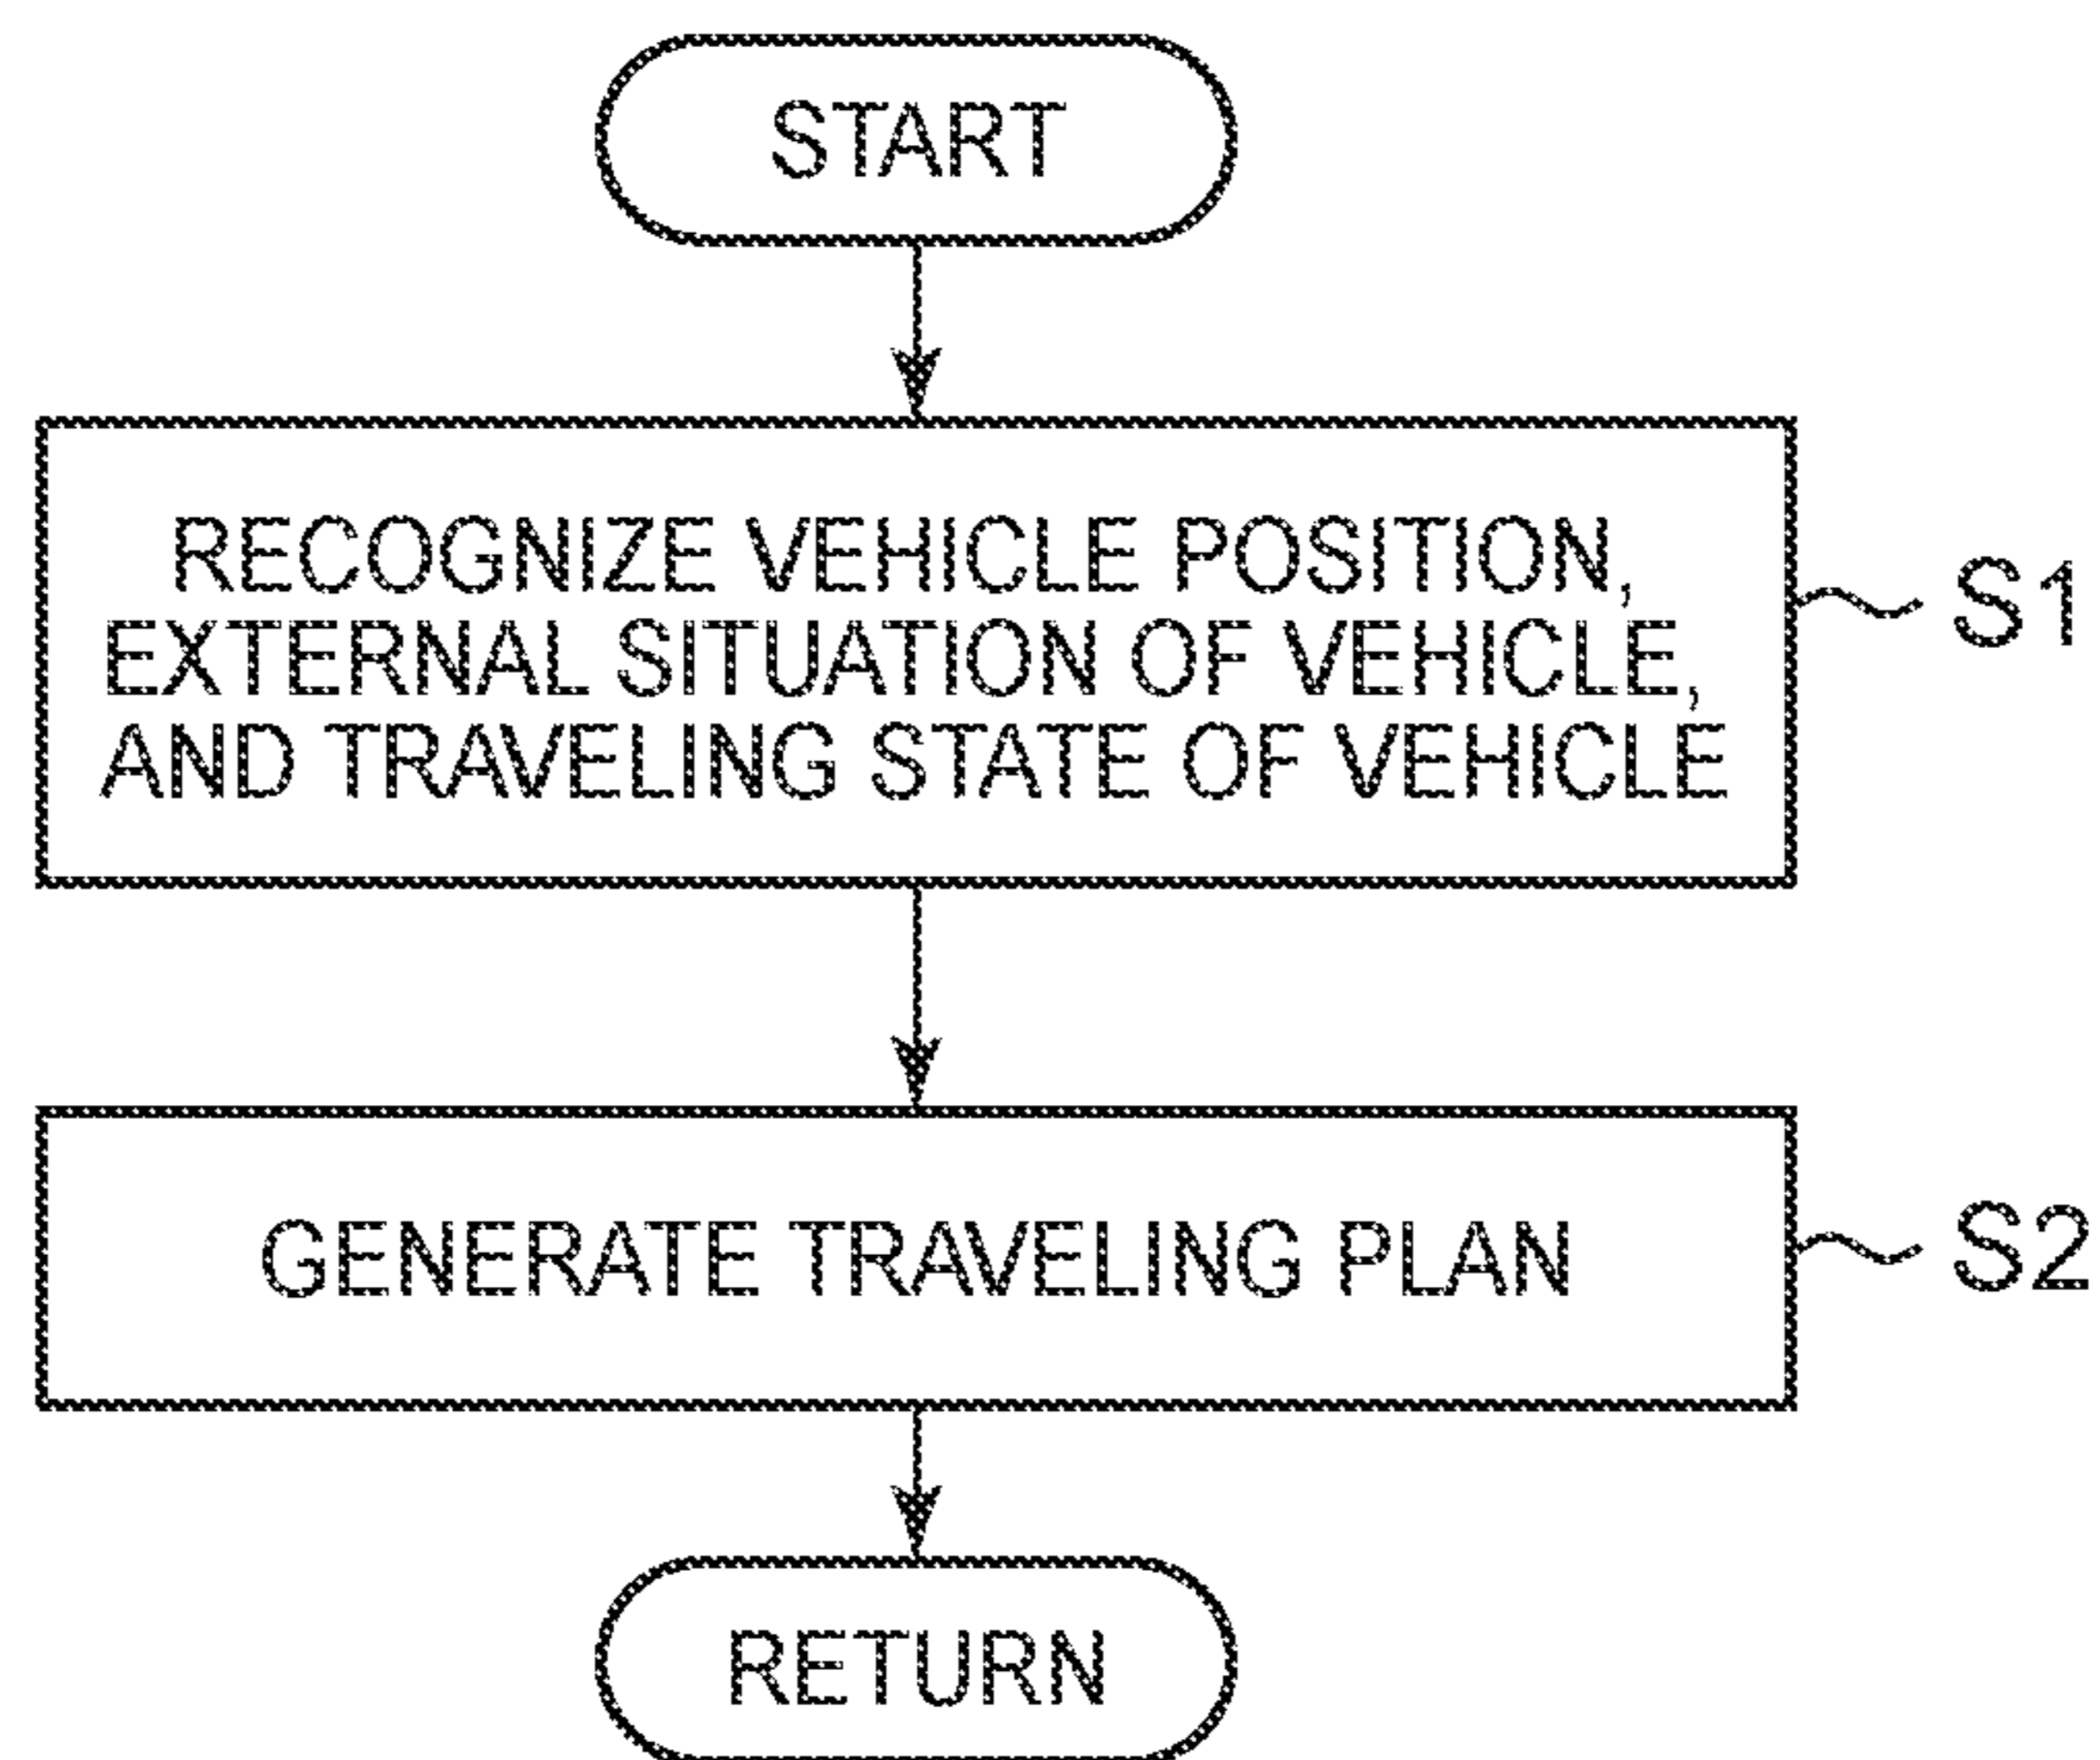 START
RECOGNIZE VEHICLE POSITION,
EXTERNAL SITUATION OF VEHICLE,
AND TRAVELING STATE OF VEHICLE
S1
GENERATE TRAVELING PLAN
S2
RETURN